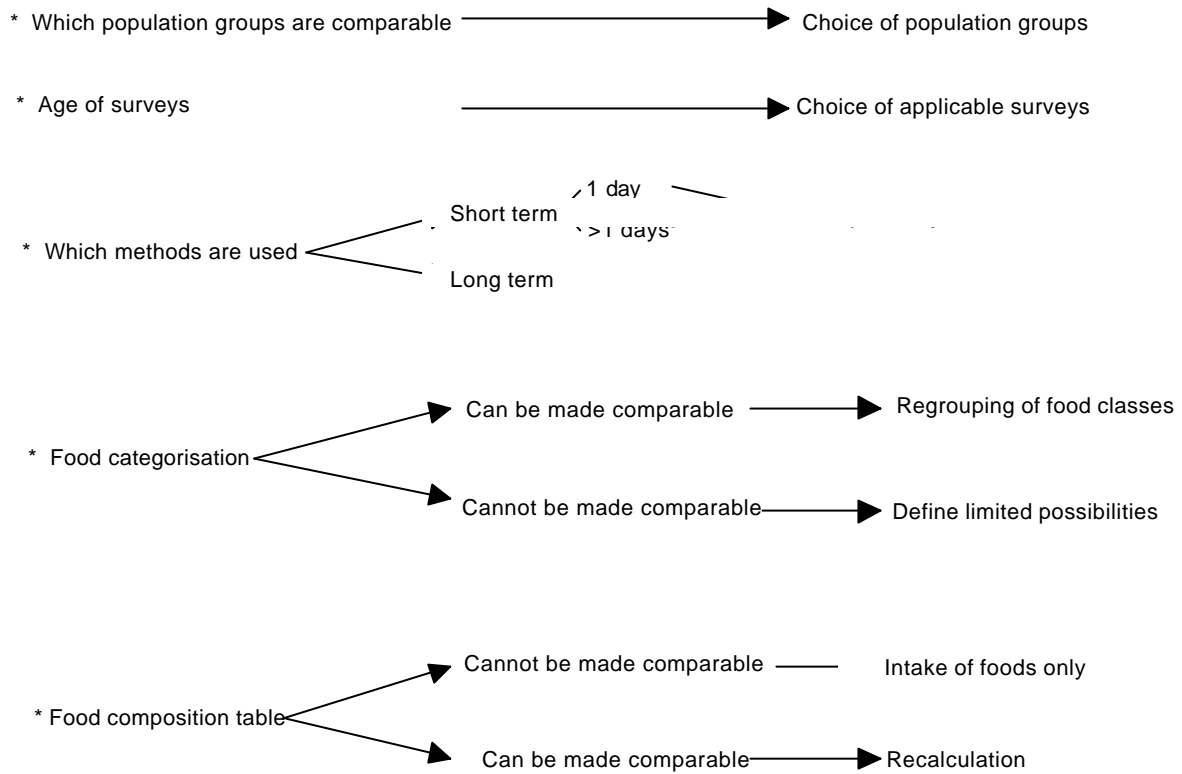 * Which population groups are comparable Choice of population groups
* Age of surveys Choice of applicable surveys
1 day
Short term
>1 days
* Which methods are used
Long term
Can be made comparable Regrouping of food classes
* Food categorisation
Cannot be made comparable Define limited possibilities
Cannot be made comparable Intake of foods only
* Food composition table
Can be made comparable Recalculation